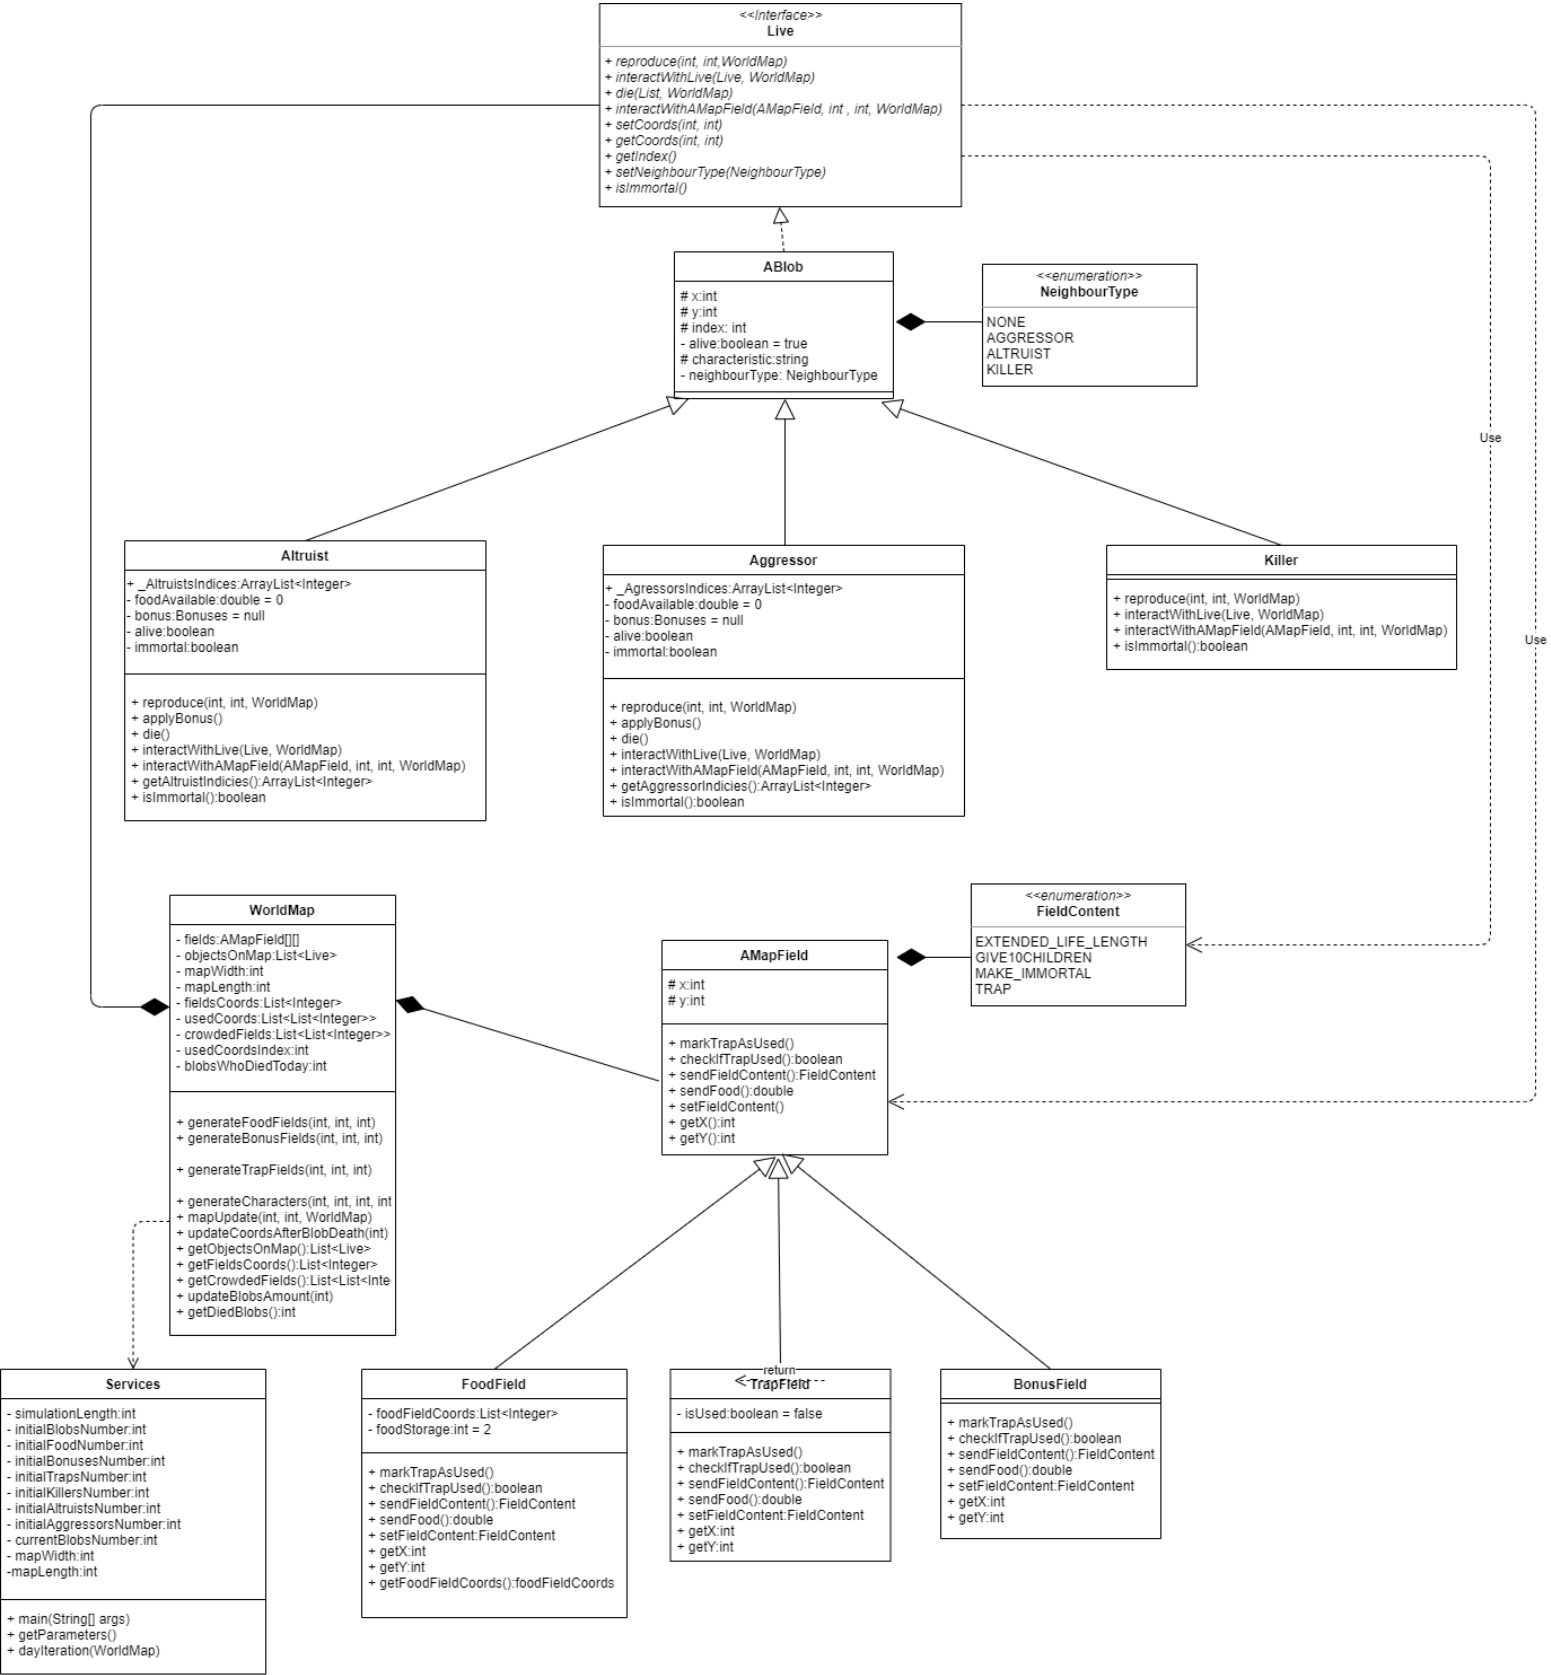 <<Interface>>
Live
+ reproduce(int, int,WorldMap)
+ interactWithLive(Live, WorldMap)
+ die(List, WorldMap)
+ interactWithAMapField(AMapField, int , int, WorldMap)
+ setCoords(int, int)
+ getCoords(int, int)
+ getIndex()
+ setNeighbourType(NeighbourType)
+ isImmortal()
ABlob
# x:int
# y:int
# index: int
- alive:boolean = true
# characteristic:string
- neighbourType: NeighbourType
<<enumeration>>
NeighbourType
NONE
AGGRESSOR
ALTRUIST
KILLER
Use
Use
Altruist
+ _AltruistsIndices:ArrayList<Integer>
- foodAvailable:double = 0
- bonus:Bonuses = null
- alive:boolean
- immortal:boolean
+ reproduce(int, int, WorldMap)
+ applyBonus()
+ die()
+ interactWithLive(Live, WorldMap)
+ interactWithAMapField(AMapField, int, int, WorldMap)
+ getAltruistIndicies():ArrayList<Integer>
+ isImmortal():boolean
Aggressor
+ _AgressorsIndices:ArrayList<Integer>
- foodAvailable:double = 0
- bonus:Bonuses = null
- alive:boolean
- immortal:boolean
+ reproduce(int, int, WorldMap)
+ applyBonus()
+ die()
+ interactWithLive(Live, WorldMap)
+ interactWithAMapField(AMapField, int, int, WorldMap)
+ getAggressorIndicies():ArrayList<Integer>
+ isImmortal():boolean
Killer
+ reproduce(int, int, WorldMap)
+ interactWithLive(Live, WorldMap)
+ interactWithAMapField(AMapField, int, int, WorldMap)
+ isImmortal():boolean
WorldMap
- fields:AMapField[][]
- objectsOnMap:List<Live>
- mapWidth:int
- mapLength:int
- fieldsCoords:List<Integer>
- usedCoords:List<List<Integer>>
- crowdedFields:List<List<Integer>>
- usedCoordsIndex:int
- blobsWhoDiedToday:int
+ generateFoodFields(int, int, int)
+ generateBonusFields(int, int, int)
+ generateTrapFields(int, int, int)
+ generateCharacters(int, int, int, int
+ mapUpdate(int, int, WorldMap)
+ updateCoordsAfterBlobDeath(int)
+ getObjectsOnMap():List<Live>
+ getFieldsCoords():List<Integer>
+ getCrowdedFields():List<List<Inte
+ updateBlobsAmount(int)
+ getDiedBlobs():int
AMapField
# x:int
# y:int
+ markTrapAsUsed()
+ checkIfTrapUsed():boolean
+ sendFieldContent():FieldContent
+ sendFood():double
+ setFieldContent()
+ getX():int
+ getY():int
<<enumeration>>
FieldContent
EXTENDED_LIFE_LENGTH
GIVE10CHILDREN
MAKE_IMMORTAL
TRAP
Services
- simulationLength:int
- initialBlobsNumber:int
- initialFoodNumber:int
- initialBonusesNumber:int
- initialTrapsNumber:int
- initialKillersNumber:int
- initialAltruistsNumber:int
- initialAggressorsNumber:int
- currentBlobsNumber:int
- mapWidth:int
-mapLength:int
+ main(String[] args)
+ getParameters()
+ dayIteration(WorldMap)
FoodField
- foodFieldCoords:List<Integer>
- foodStorage:int = 2
+ markTrapAsUsed()
+ checkIfTrapUsed():boolean
+ sendFieldContent():FieldContent
+ sendFood():double
+ setFieldContent:FieldContent
+ getX:int
+ getY:int
+ getFoodFieldCoords():foodFieldCoords
return
TrapField
- isUsed:boolean = false
+ markTrapAsUsed()
+ checkIfTrapUsed():boolean
+ sendFieldContent():FieldContent
+ sendFood():double
+ setFieldContent:FieldContent
+ getX:int
+ getY:int
BonusField
+ markTrapAsUsed()
+ checkIfTrapUsed():boolean
+ sendFieldContent():FieldContent
+ sendFood():double
+ setFieldContent:FieldContent
+ getX:int
+ getY:int